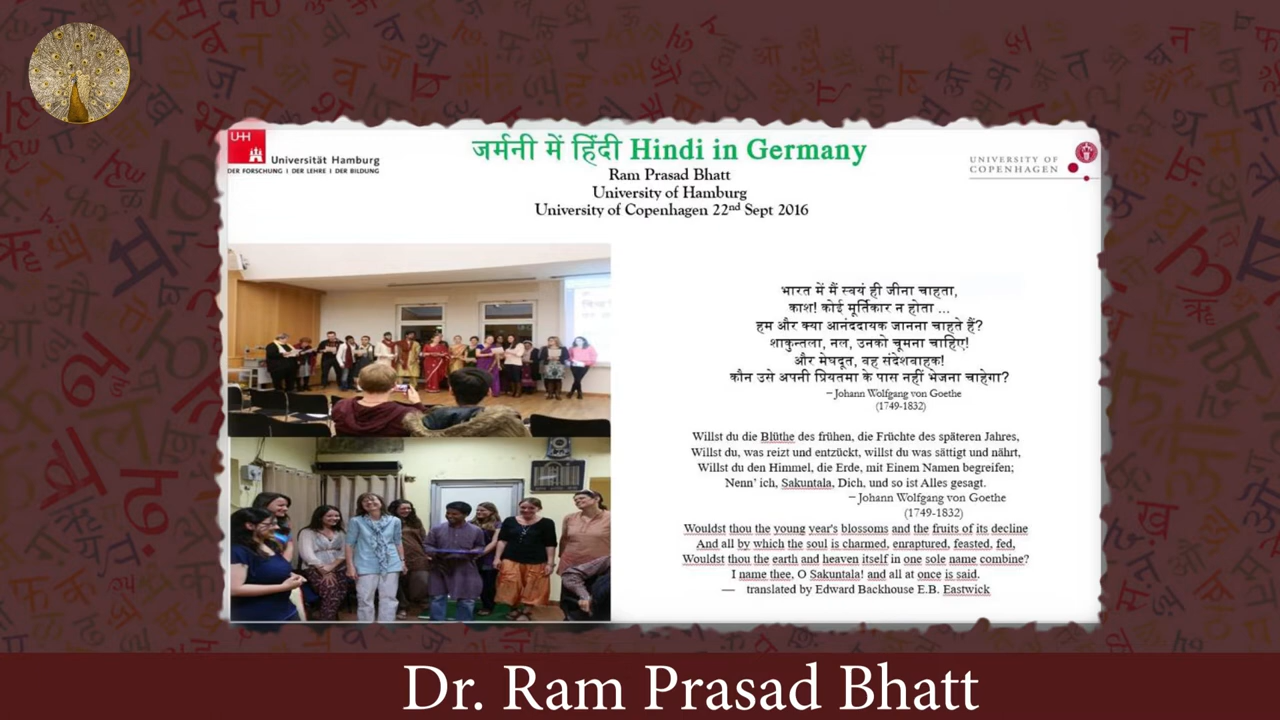 UHH
Universität Hamburg
DER FORSCHUNG | DER LEHRE | DER BILDUNG
जर्मनी में हिंदी Hindi in Germany
Ram Prasad Bhatt
University of Hamburg
University of Copenhagen 22nd Sept 2016
UNIVERSITY OF
COPENHAGEN
भारत में मैं स्वयं ही जीना चाहता,
काश! कोई मूर्तिकार न होता ...
हम और क्या आनंददायक जानना चाहते हैं?
शाकुन्तला, नल, उनको चूमना चाहिए!
और मेघदूत, वह संदेशवाहक!
कौन उसे अपनी प्रियतमा के पास नहीं भेजना चाहेगा?
– Johann Wolfgang von Goethe
(1749-1832)
Willst du die Blüthe des frühen, die Früchte des späteren Jahres,
Willst du, was reizt und entzückt, willst du was sättigt und nährt,
Willst du den Himmel, die Erde, mit Einem Namen begreifen;
Nenn' ich, Sakuntala, Dich, und so ist Alles gesagt.
– Johann Wolfgang von Goethe
(1749-1832)
Wouldst thou the young year's blossoms and the fruits of its decline
And all by which the soul is charmed, enraptured, feasted, fed,
Wouldst thou the earth and heaven itself in one sole name combine?
I name thee, O Sakuntala! and all at once is said.
— translated by Edward Backhouse E.B. Eastwick
Dr. Ram Prasad Bhatt